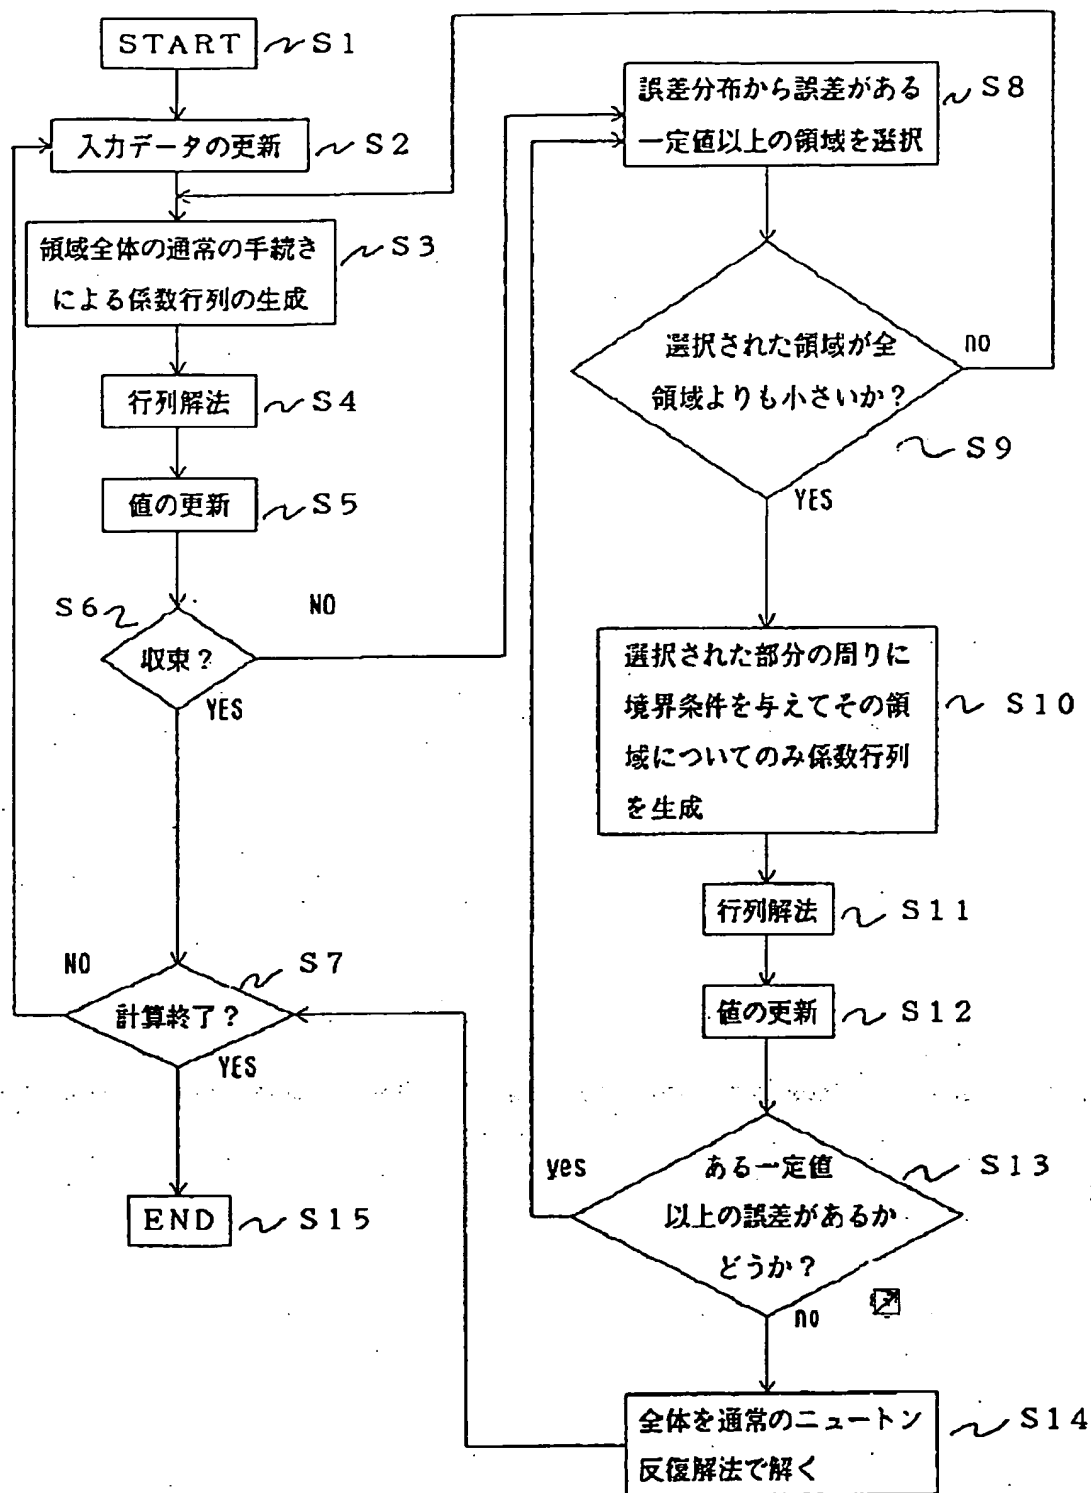 START
S1
入力データの更新
S2
領域全体の通常の手続き
による係数行列の生成
S3
行列解法
S4
値の更新
S5
S6
収束？
NO
YES
計算終了？
S7
NO
YES
END
S15
誤差分布から誤差がある
一定値以上の領域を選択
S8
選択された領域が全
領域よりも小さいか？
no
S9
YES
選択された部分の周りに
境界条件を与えてその領
域についてのみ係数行列
を生成
S10
行列解法
S11
値の更新
S12
ある一定値
以上の誤差があるか
どうか？
S13
yes
no
全体を通常のニュートン
反復解法で解く
S14